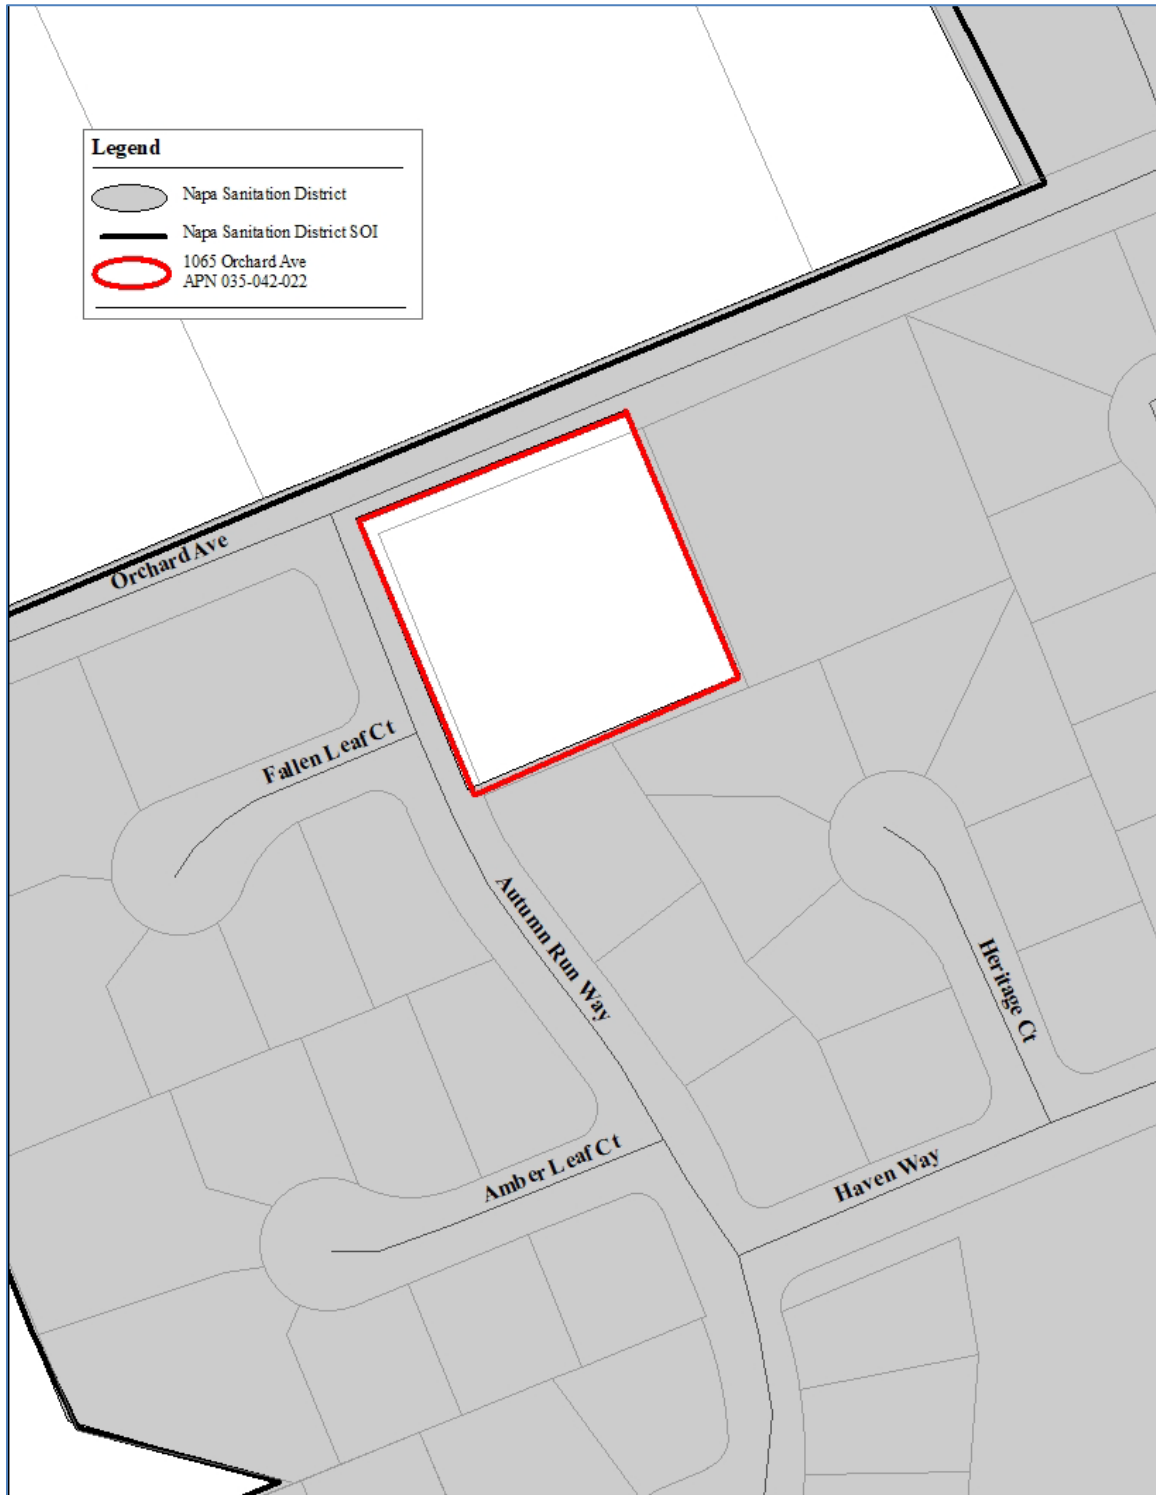 Legend
Napa Sanitation District
Napa Sanitation District SOI
1065 Orchard Ave
APN 035-042-022
Orchard Ave
Fallen Leaf Ct
Autumn Run Way
Heritage Ct
Amber Leaf Ct
Haven Way